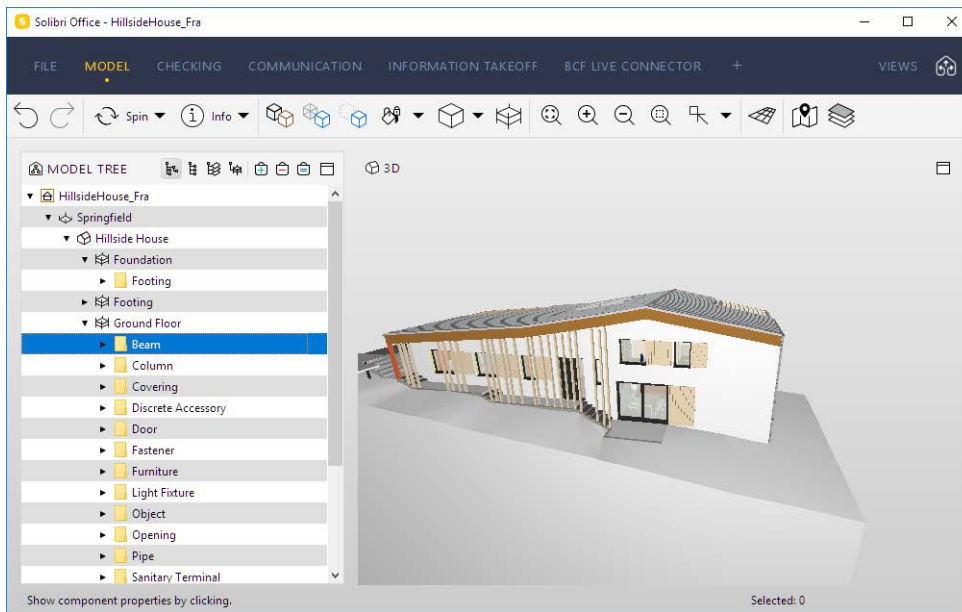 S Solibri Office - HillsideHouse_Fra
FILE MODEL CHECKING COMMUNICATION INFORMATION TAKEOFF BCF LIVE CONNECTOR + VIEWS
Spin Info
MODEL TREE 3D
HillsideHouse_Fra
Springfield
Hillside House
Foundation
Footing
Footing
Ground Floor
Beam
Column
Covering
Discrete Accessory
Door
Fastener
Furniture
Light Fixture
Object
Opening
Pipe
Sanitary Terminal
Show component properties by clicking. Selected: 0